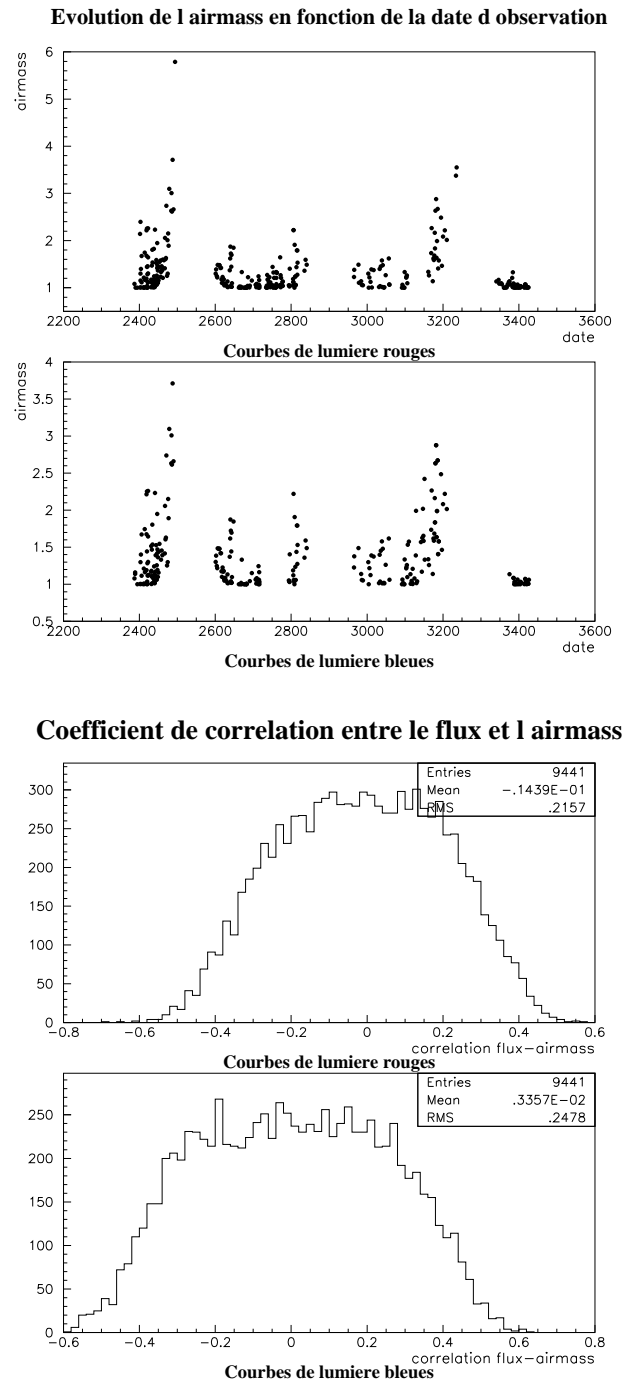 Evolution de l airmass en fonction de la date d observation
airmass
6
5
4
3
2
1
2200 2400 2600 2800 3000 3200 3400 3600
date
Courbes de lumiere rouges
airmass
4
3.5
3
2.5
2
1.5
1
0.5
2200 2400 2600 2800 3000 3200 3400 3600
date
Courbes de lumiere bleues
Coefficient de correlation entre le flux et l airmass
Entries 9441
Mean -.1439E-01
RMS .2157
300
250
200
150
100
50
0
-0.8 -0.6 -0.4 -0.2 0 0.2 0.4 0.6
correlation flux-airmass
Courbes de lumiere rouges
Entries 9441
Mean .3357E-02
RMS .2478
250
200
150
100
50
0
-0.6 -0.4 -0.2 0 0.2 0.4 0.6 0.8
correlation flux-airmass
Courbes de lumiere bleues